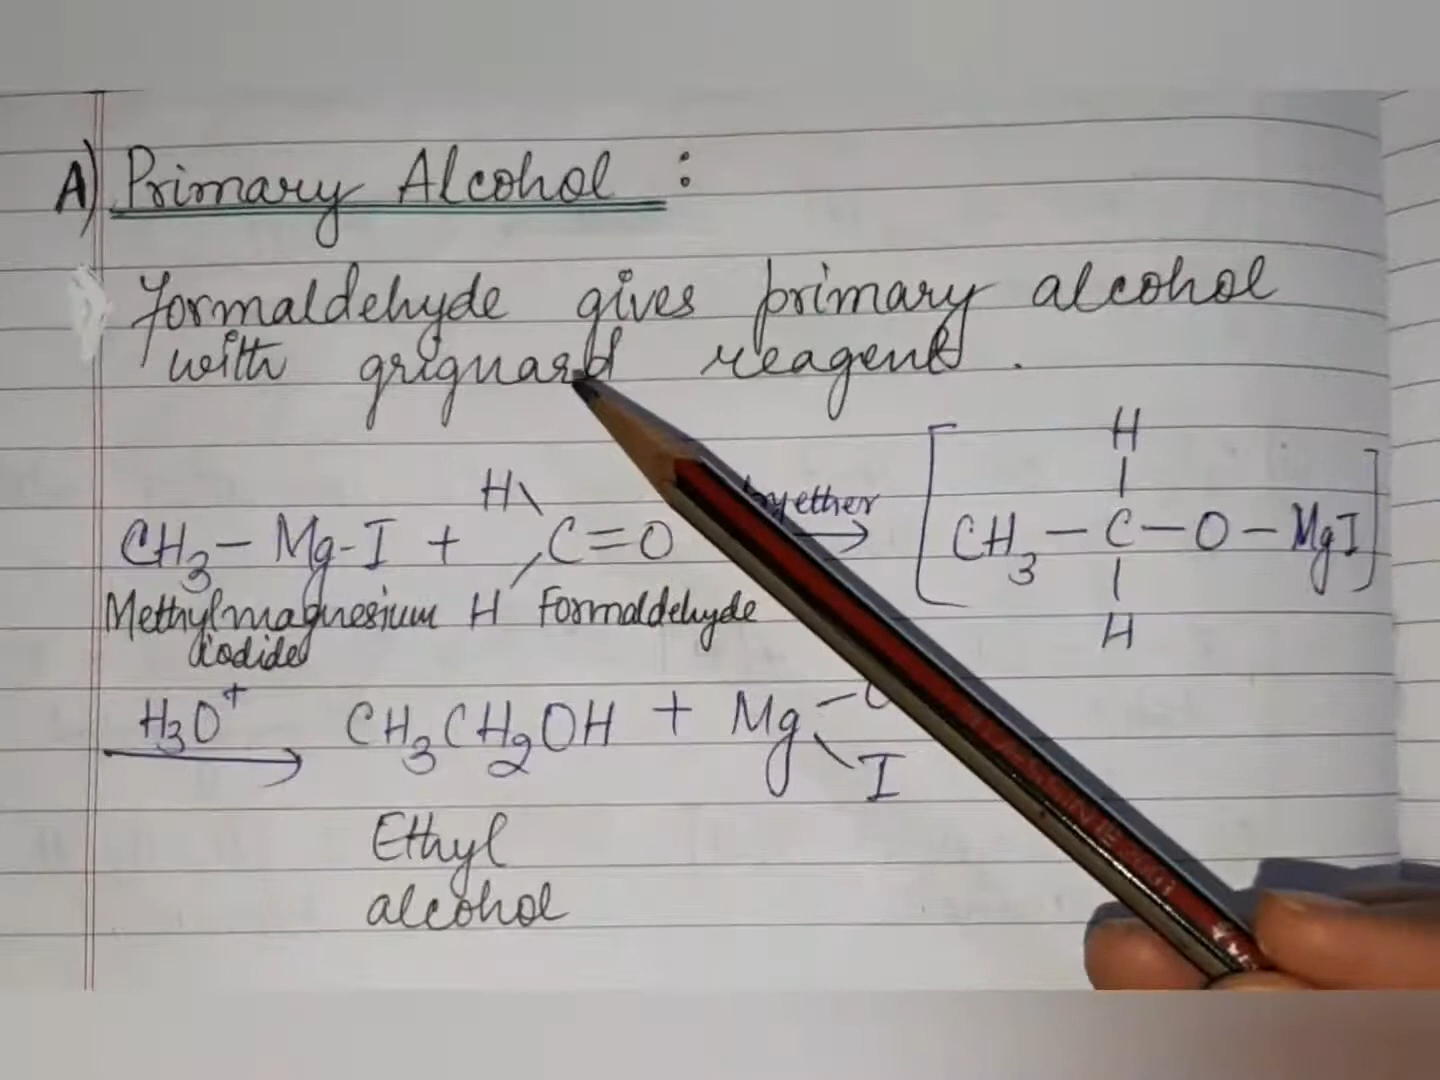 A) Primary Alcohol :
Formaldehyde gives primary alcohol
with grignard reagent .
H H
CH3 – Mg-I + C=O ether → [CH3 – C – O – MgI]
H H
Methylmagnesium iodide Formaldehyde
H3O+ → CH3CH2OH + Mg I
Ethyl
alcohol